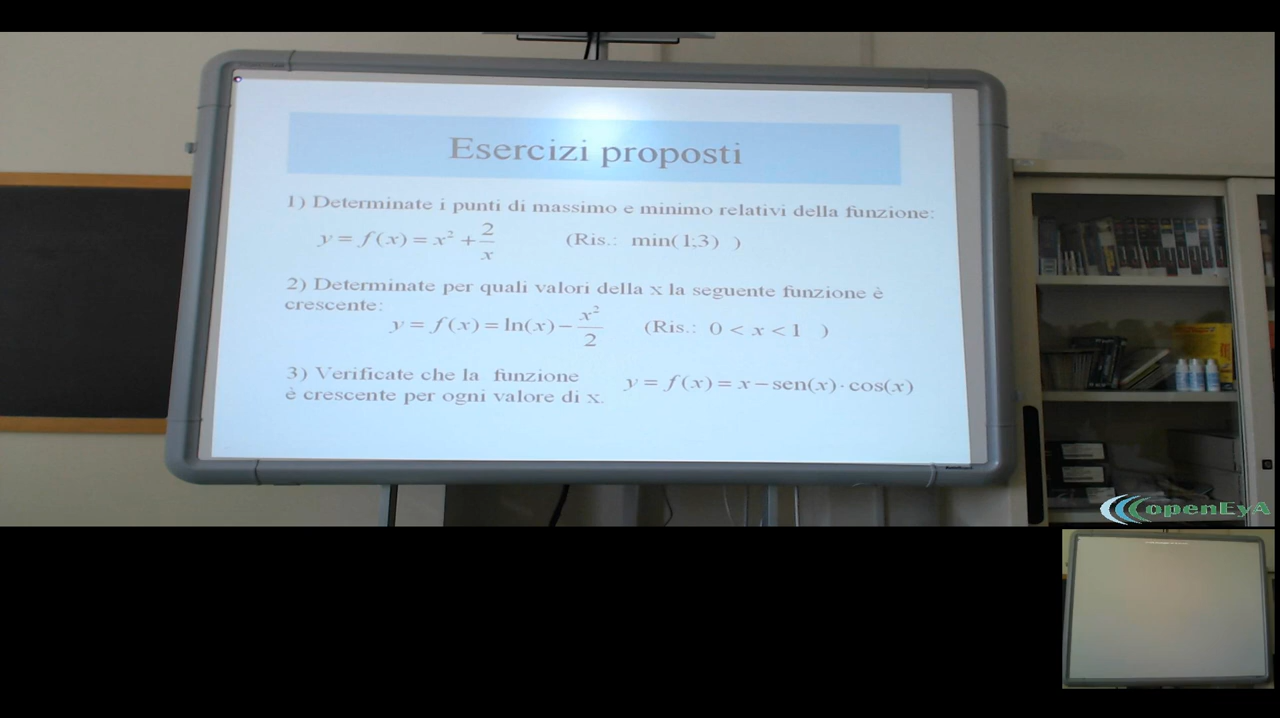 Esercizi proposti
1) Determinate i punti di massimo e minimo relativi della funzione:
y = f(x) = x² + 2/x (Ris.: min(1;3) )
2) Determinate per quali valori della x la seguente funzione è
crescente:
y = f(x) = ln(x) − x²/2 (Ris.: 0 < x < 1 )
3) Verificate che la funzione y = f(x) = x − sen(x)·cos(x)
è crescente per ogni valore di x.
openEyA